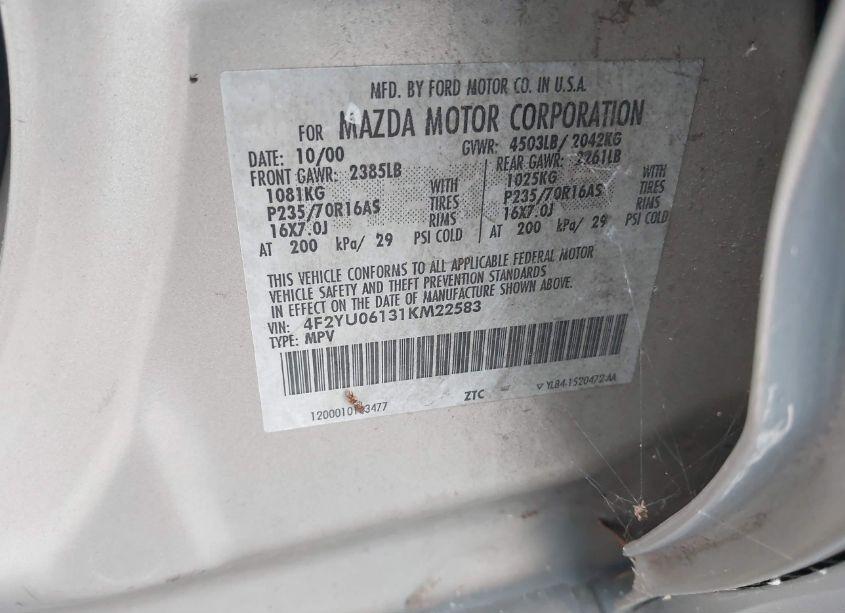 MFD. BY FORD MOTOR CO. IN U.S.A.
FOR MAZDA MOTOR CORPORATION
DATE: 10/00 GVWR: 4503LB/ 2042KG
FRONT GAWR: 2385LB REAR GAWR: 2261LB
1081KG WITH 1025KG WITH
P235/70R16AS TIRES P235/70R16AS TIRES
16X7.0J RIMS 16X7.0J RIMS
AT 200 kPa/ 29 PSI COLD AT 200 kPa/ 29 PSI COLD
THIS VEHICLE CONFORMS TO ALL APPLICABLE FEDERAL MOTOR
VEHICLE SAFETY AND THEFT PREVENTION STANDARDS
IN EFFECT ON THE DATE OF MANUFACTURE SHOWN ABOVE.
VIN: 4F2YU06131KM22583
TYPE: MPV
ZTC YL84-1520472-AA